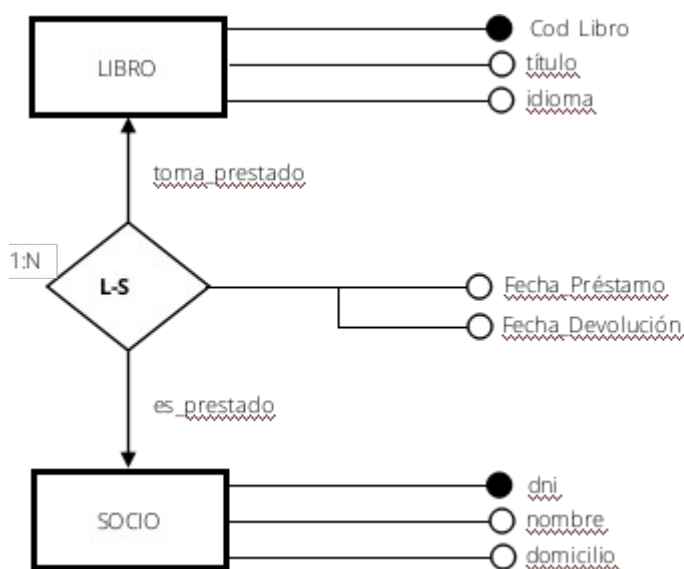 Cod Libro
LIBRO
título
idioma
toma_prestado
1:N
L-S
Fecha_Préstamo
Fecha_Devolución
es_prestado
dni
SOCIO
nombre
domicilio